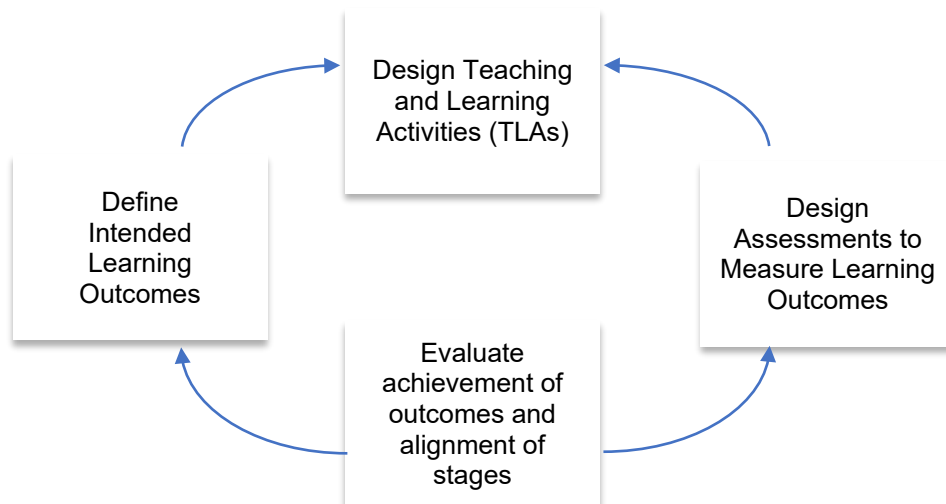 Design Teaching
and Learning
Activities (TLAs)
Define
Intended
Learning
Outcomes
Design
Assessments to
Measure Learning
Outcomes
Evaluate
achievement of
outcomes and
alignment of
stages